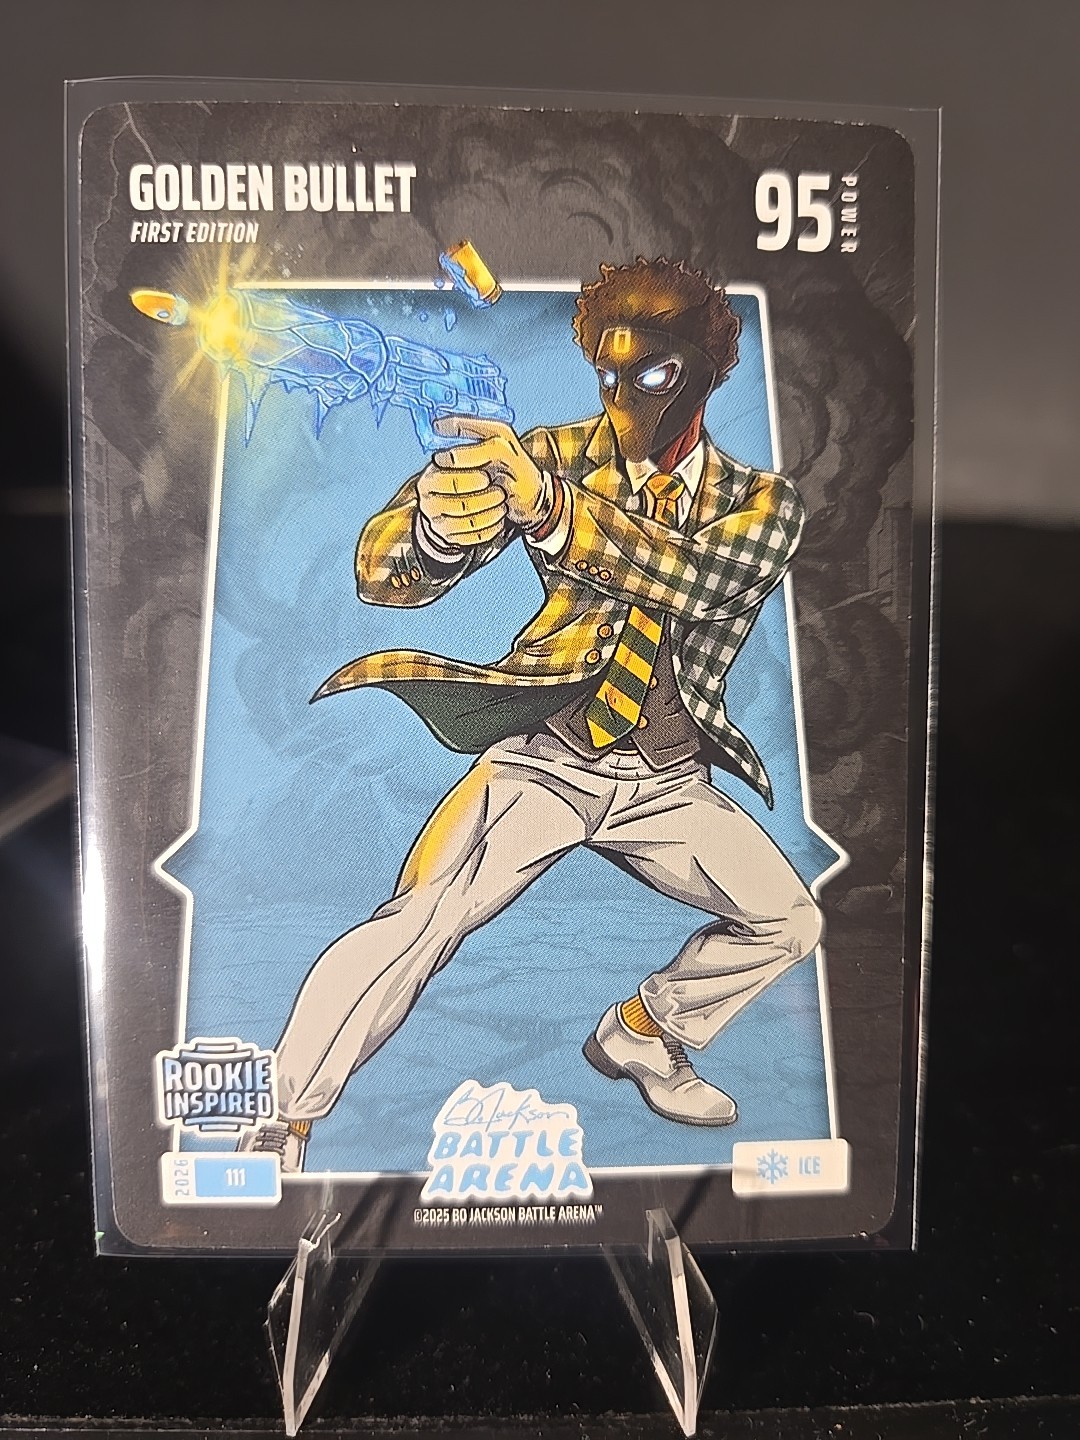 GOLDEN BULLET
FIRST EDITION
95
POWER
0
ROOKIE
INSPIRED
2026
111
Bo Jackson
BATTLE
ARENA
ICE
©2025 BO JACKSON BATTLE ARENA™